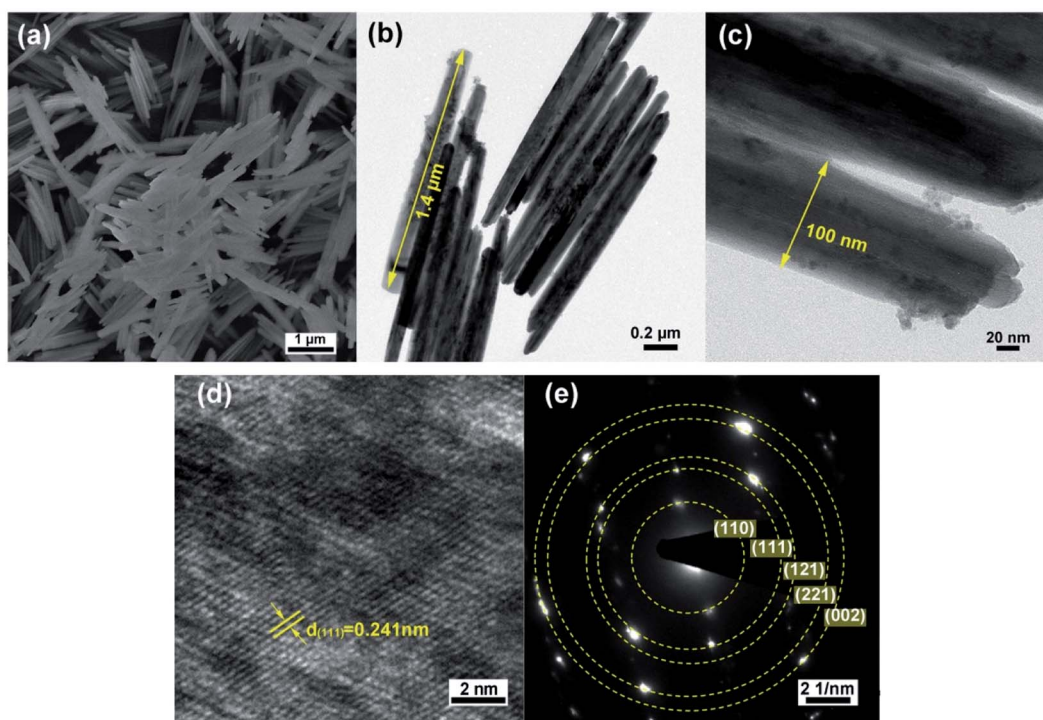 (a)
1 µm
(b)
1.4 µm
0.2 µm
(c)
100 nm
20 nm
(d)
d(111)=0.241nm
2 nm
(e)
(110)
(111)
(121)
(221)
(002)
2 1/nm